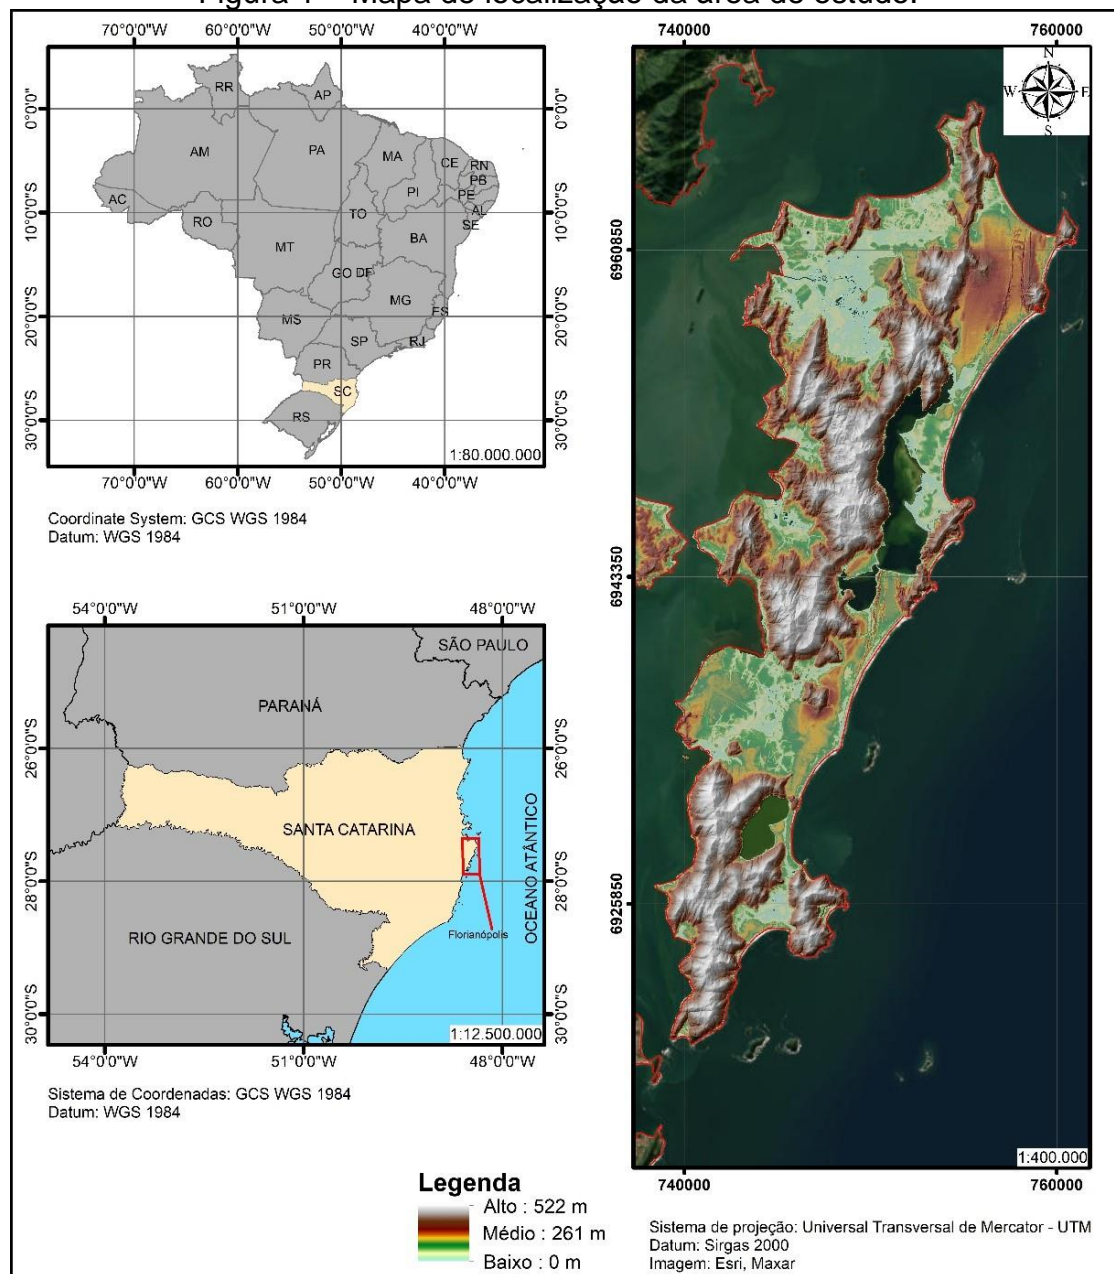 Figura 1 – Mapa de localização da área de estudo.
70°0'0"W 60°0'0"W 50°0'0"W 40°0'0"W
0°0'0"
10°0'0"S
20°0'0"S
30°0'0"S
RR
AP
AM
PA
MA
CE
RN
PB
PI
PE
AC
AL
TO
RO
SE
BA
MT
GO DF
MG
MS
ES
SP
RJ
PR
SC
RS
1:80.000.000
0°0'0"
10°0'0"S
20°0'0"S
30°0'0"S
70°0'0"W 60°0'0"W 50°0'0"W 40°0'0"W
Coordinate System: GCS WGS 1984
Datum: WGS 1984
54°0'0"W 51°0'0"W 48°0'0"W
26°0'0"S
28°0'0"S
30°0'0"S
SÃO PAULO
PARANÁ
SANTA CATARINA
OCEANO ATÂNTICO
RIO GRANDE DO SUL
Florianópolis
1:12.500.000
26°0'0"S
28°0'0"S
30°0'0"S
54°0'0"W 51°0'0"W 48°0'0"W
Sistema de Coordenadas: GCS WGS 1984
Datum: WGS 1984
740000 760000
N
W E
S
6960850
6943350
6925850
1:400.000
740000 760000
Legenda
Alto : 522 m
Médio : 261 m
Baixo : 0 m
Sistema de projeção: Universal Transversal de Mercator - UTM
Datum: Sirgas 2000
Imagem: Esri, Maxar